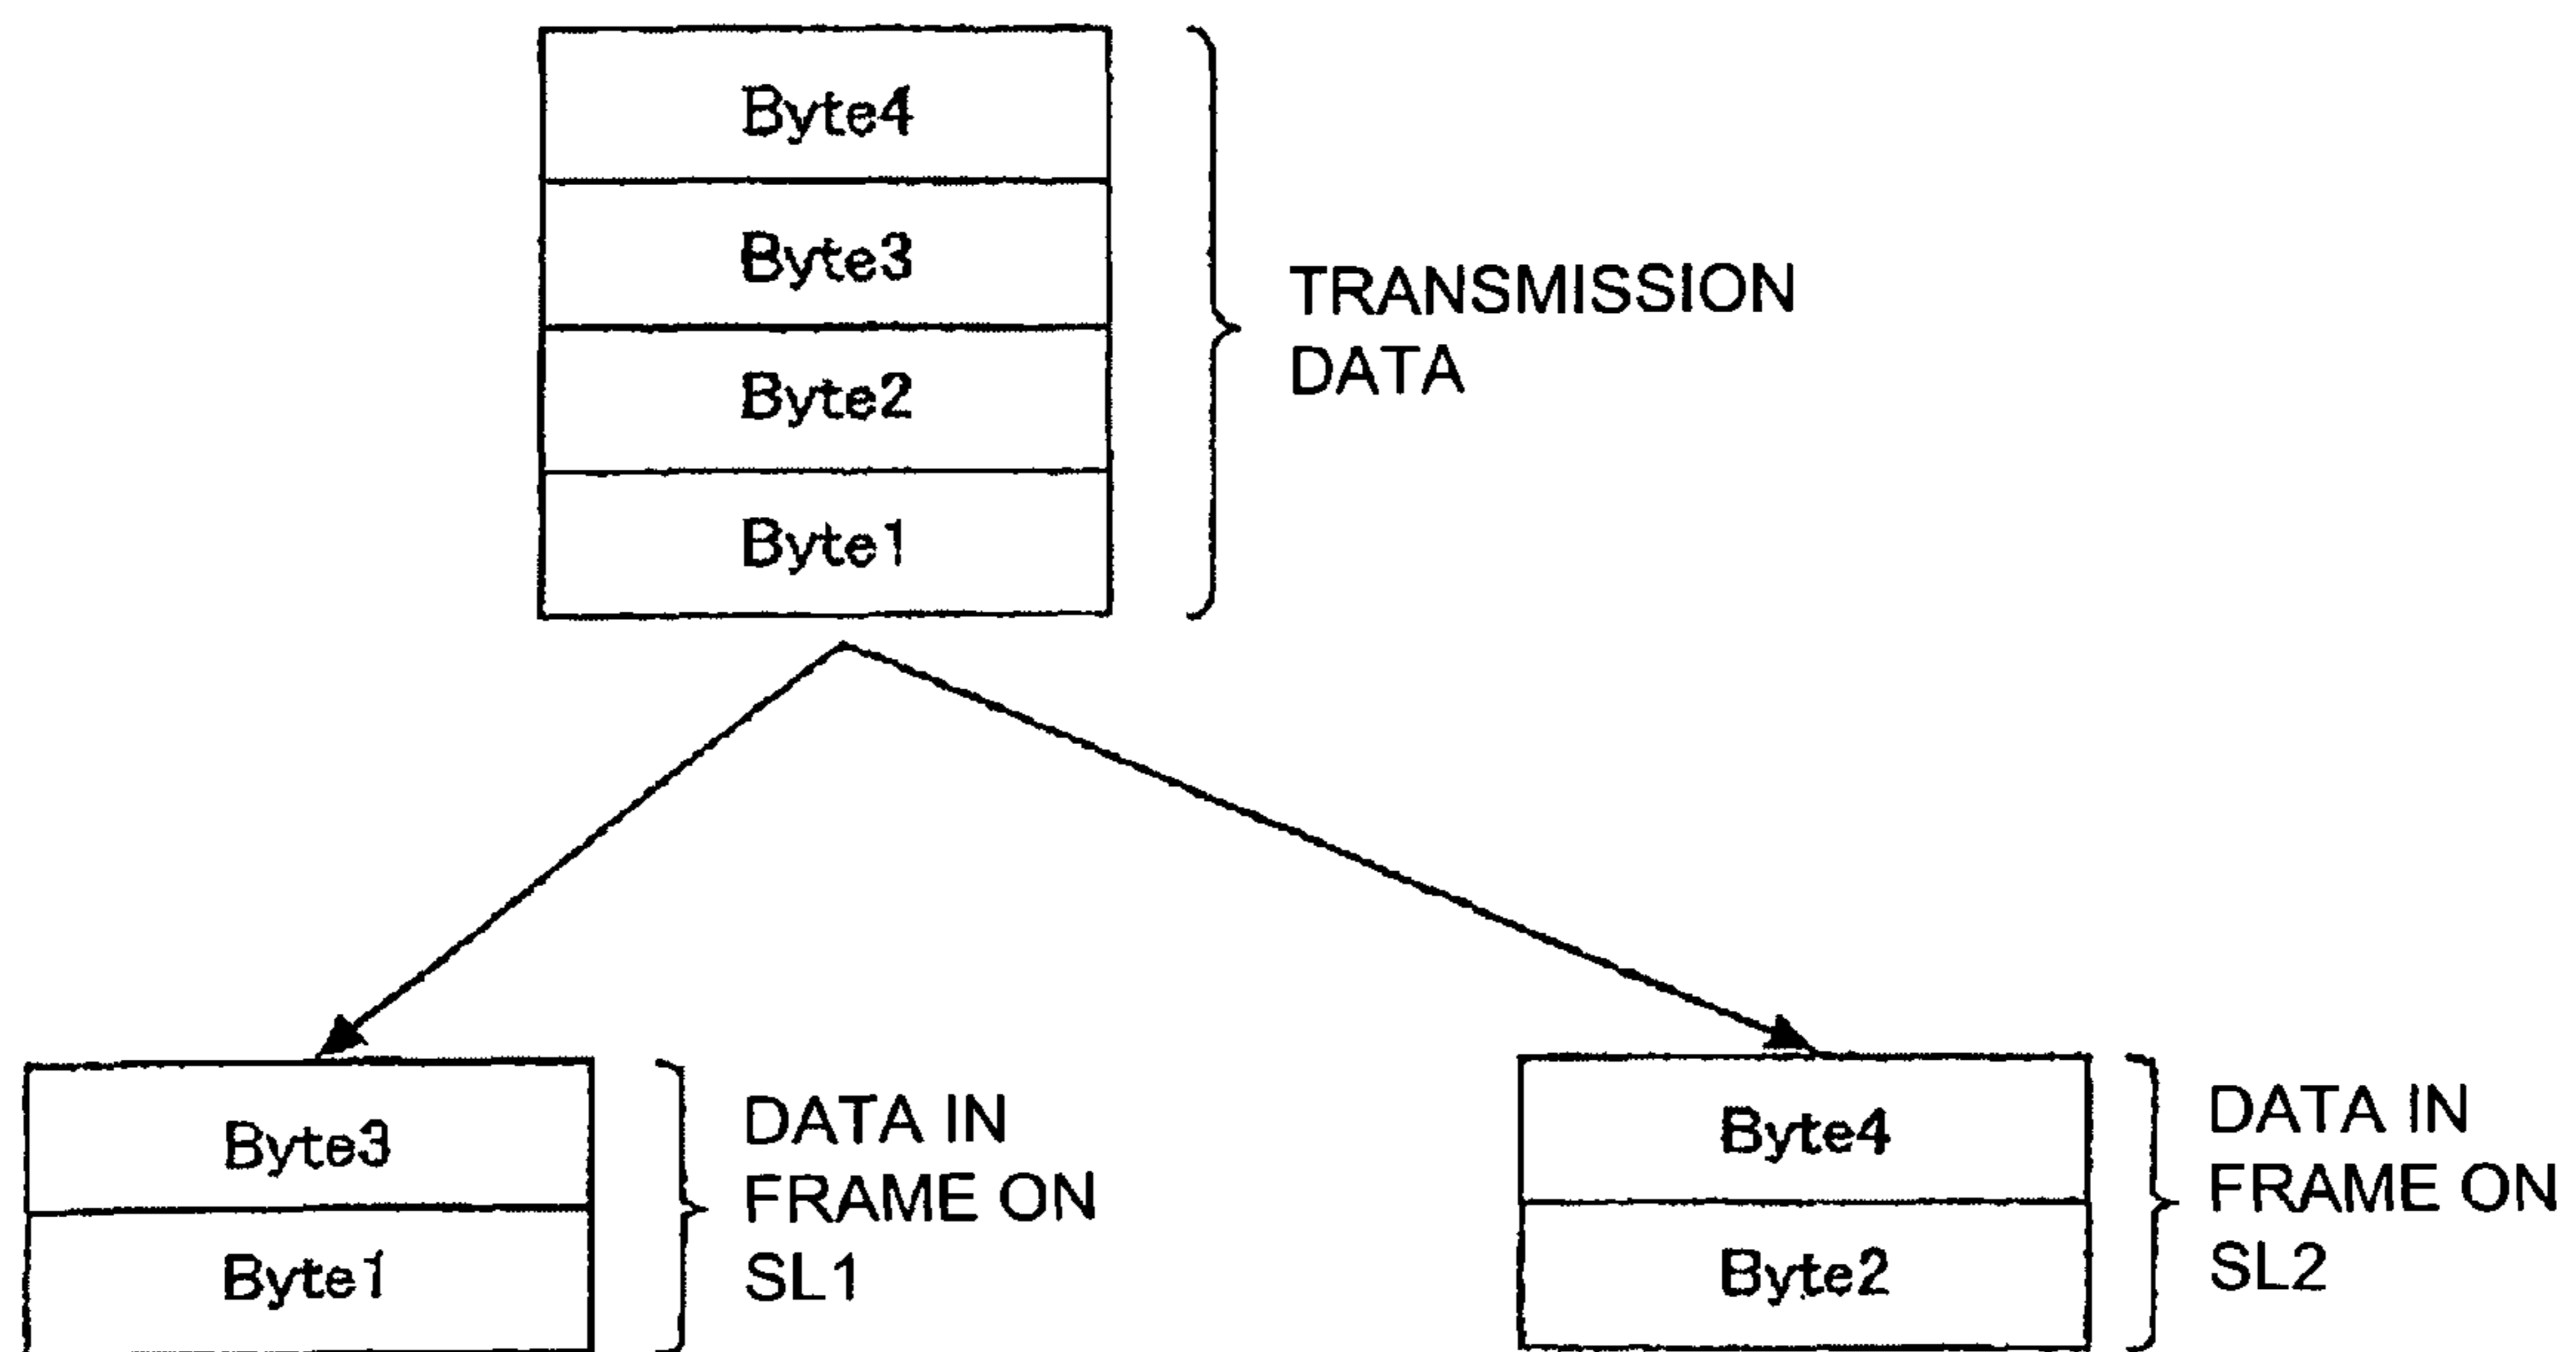 Byte4
Byte3
Byte2
Byte1
TRANSMISSION
DATA
Byte3
Byte1
DATA IN
FRAME ON
SL1
Byte4
Byte2
DATA IN
FRAME ON
SL2